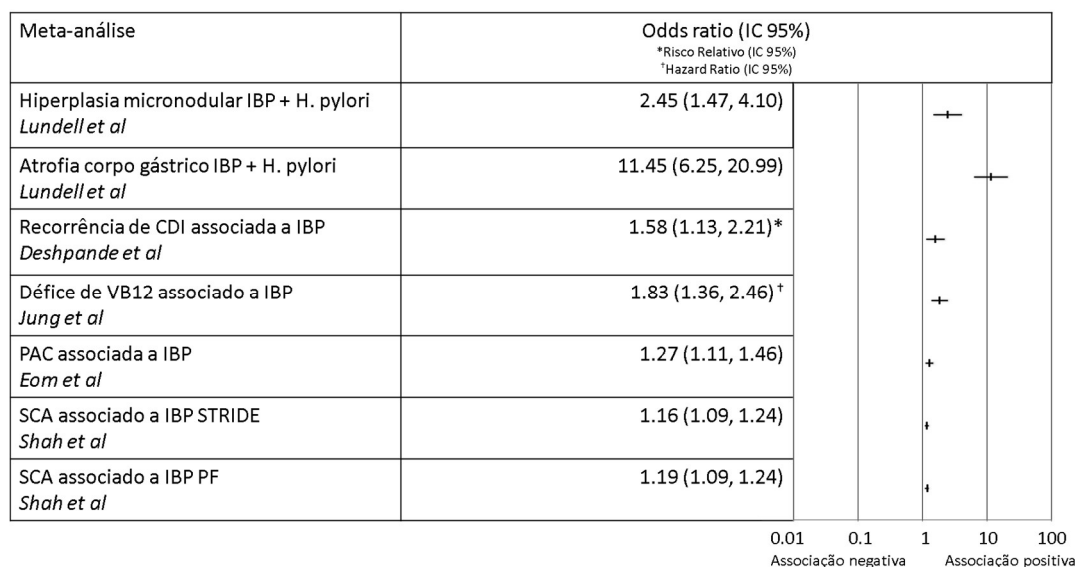 Meta-análise
Odds ratio (IC 95%)
*Risco Relativo (IC 95%)
†Hazard Ratio (IC 95%)
Hiperplasia micronodular IBP + H. pylori
2.45 (1.47, 4.10)
Lundell et al
Atrofia corpo gástrico IBP + H. pylori
11.45 (6.25, 20.99)
Lundell et al
Recorrência de CDI associada a IBP
1.58 (1.13, 2.21)*
Deshpande et al
Défice de VB12 associado a IBP
1.83 (1.36, 2.46)†
Jung et al
PAC associada a IBP
1.27 (1.11, 1.46)
Eom et al
SCA associado a IBP STRIDE
1.16 (1.09, 1.24)
Shah et al
SCA associado a IBP PF
1.19 (1.09, 1.24)
Shah et al
0.01 0.1 1 10 100
Associação negativa Associação positiva